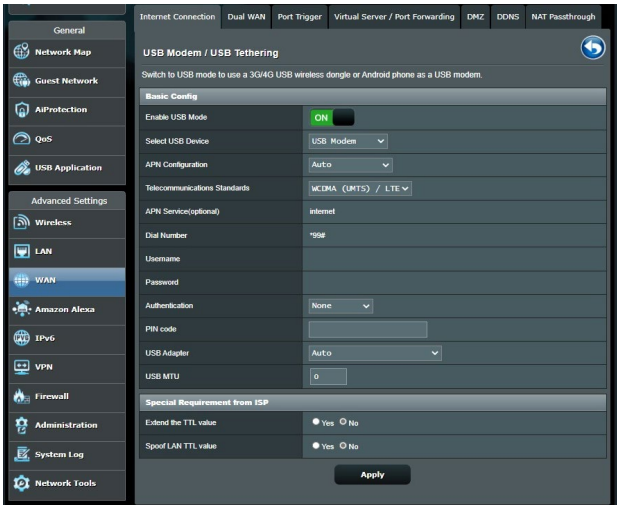 General
Network Map
Guest Network
AiProtection
QoS
USB Application
Advanced Settings
Wireless
LAN
WAN
Amazon Alexa
IPv6
VPN
Firewall
Administration
System Log
Network Tools
Internet Connection Dual WAN Port Trigger Virtual Server / Port Forwarding DMZ DDNS NAT Passthrough
USB Modem / USB Tethering
Switch to USB mode to use a 3G/4G USB wireless dongle or Android phone as a USB modem.
Basic Config
Enable USB Mode ON
Select USB Device USB Modem
APN Configuration Auto
Telecommunications Standards WCDMA (UMTS) / LTE
APN Service(optional) internet
Dial Number *99#
Username
Password
Authentication None
PIN code
USB Adapter Auto
USB MTU 0
Special Requirement from ISP
Extend the TTL value Yes No
Spoof LAN TTL value Yes No
Apply